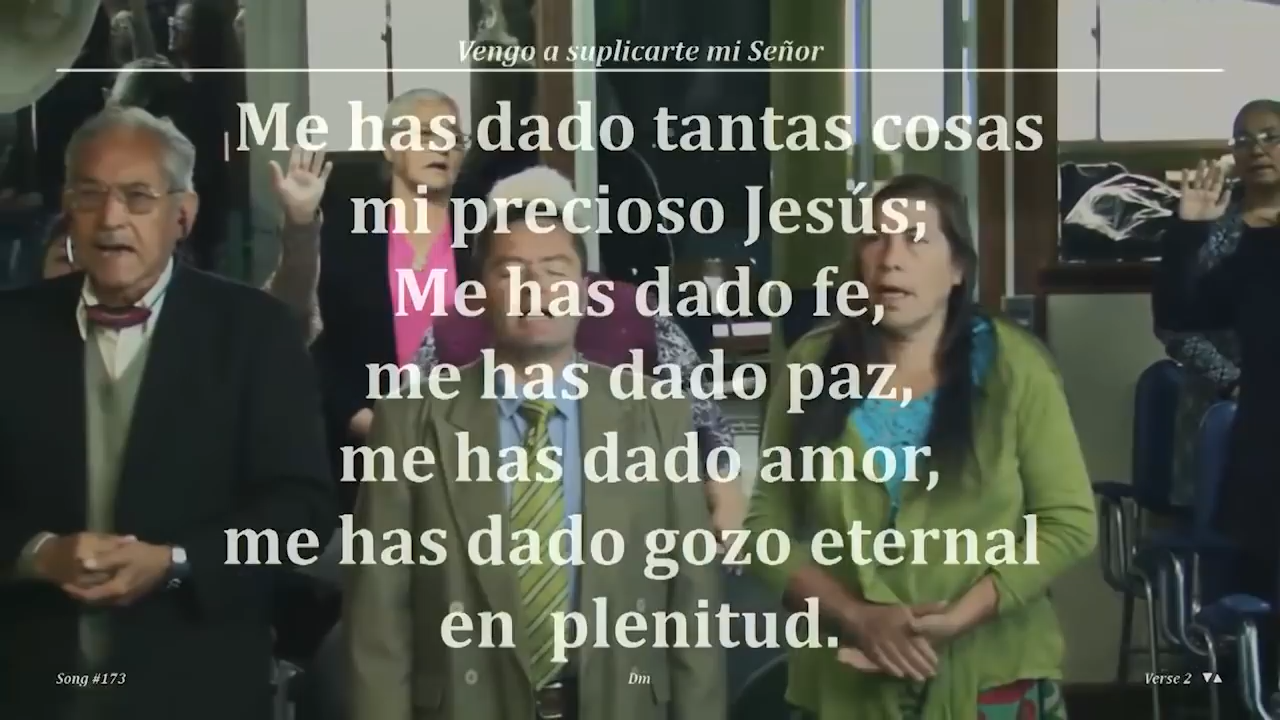 Vengo a suplicarte mi Señor
Me has dado tantas cosas
mi precioso Jesús;
Me has dado fe,
me has dado paz,
me has dado amor,
me has dado gozo eternal
en plenitud.
Song #173
Dm
Verse 2 ▼▲